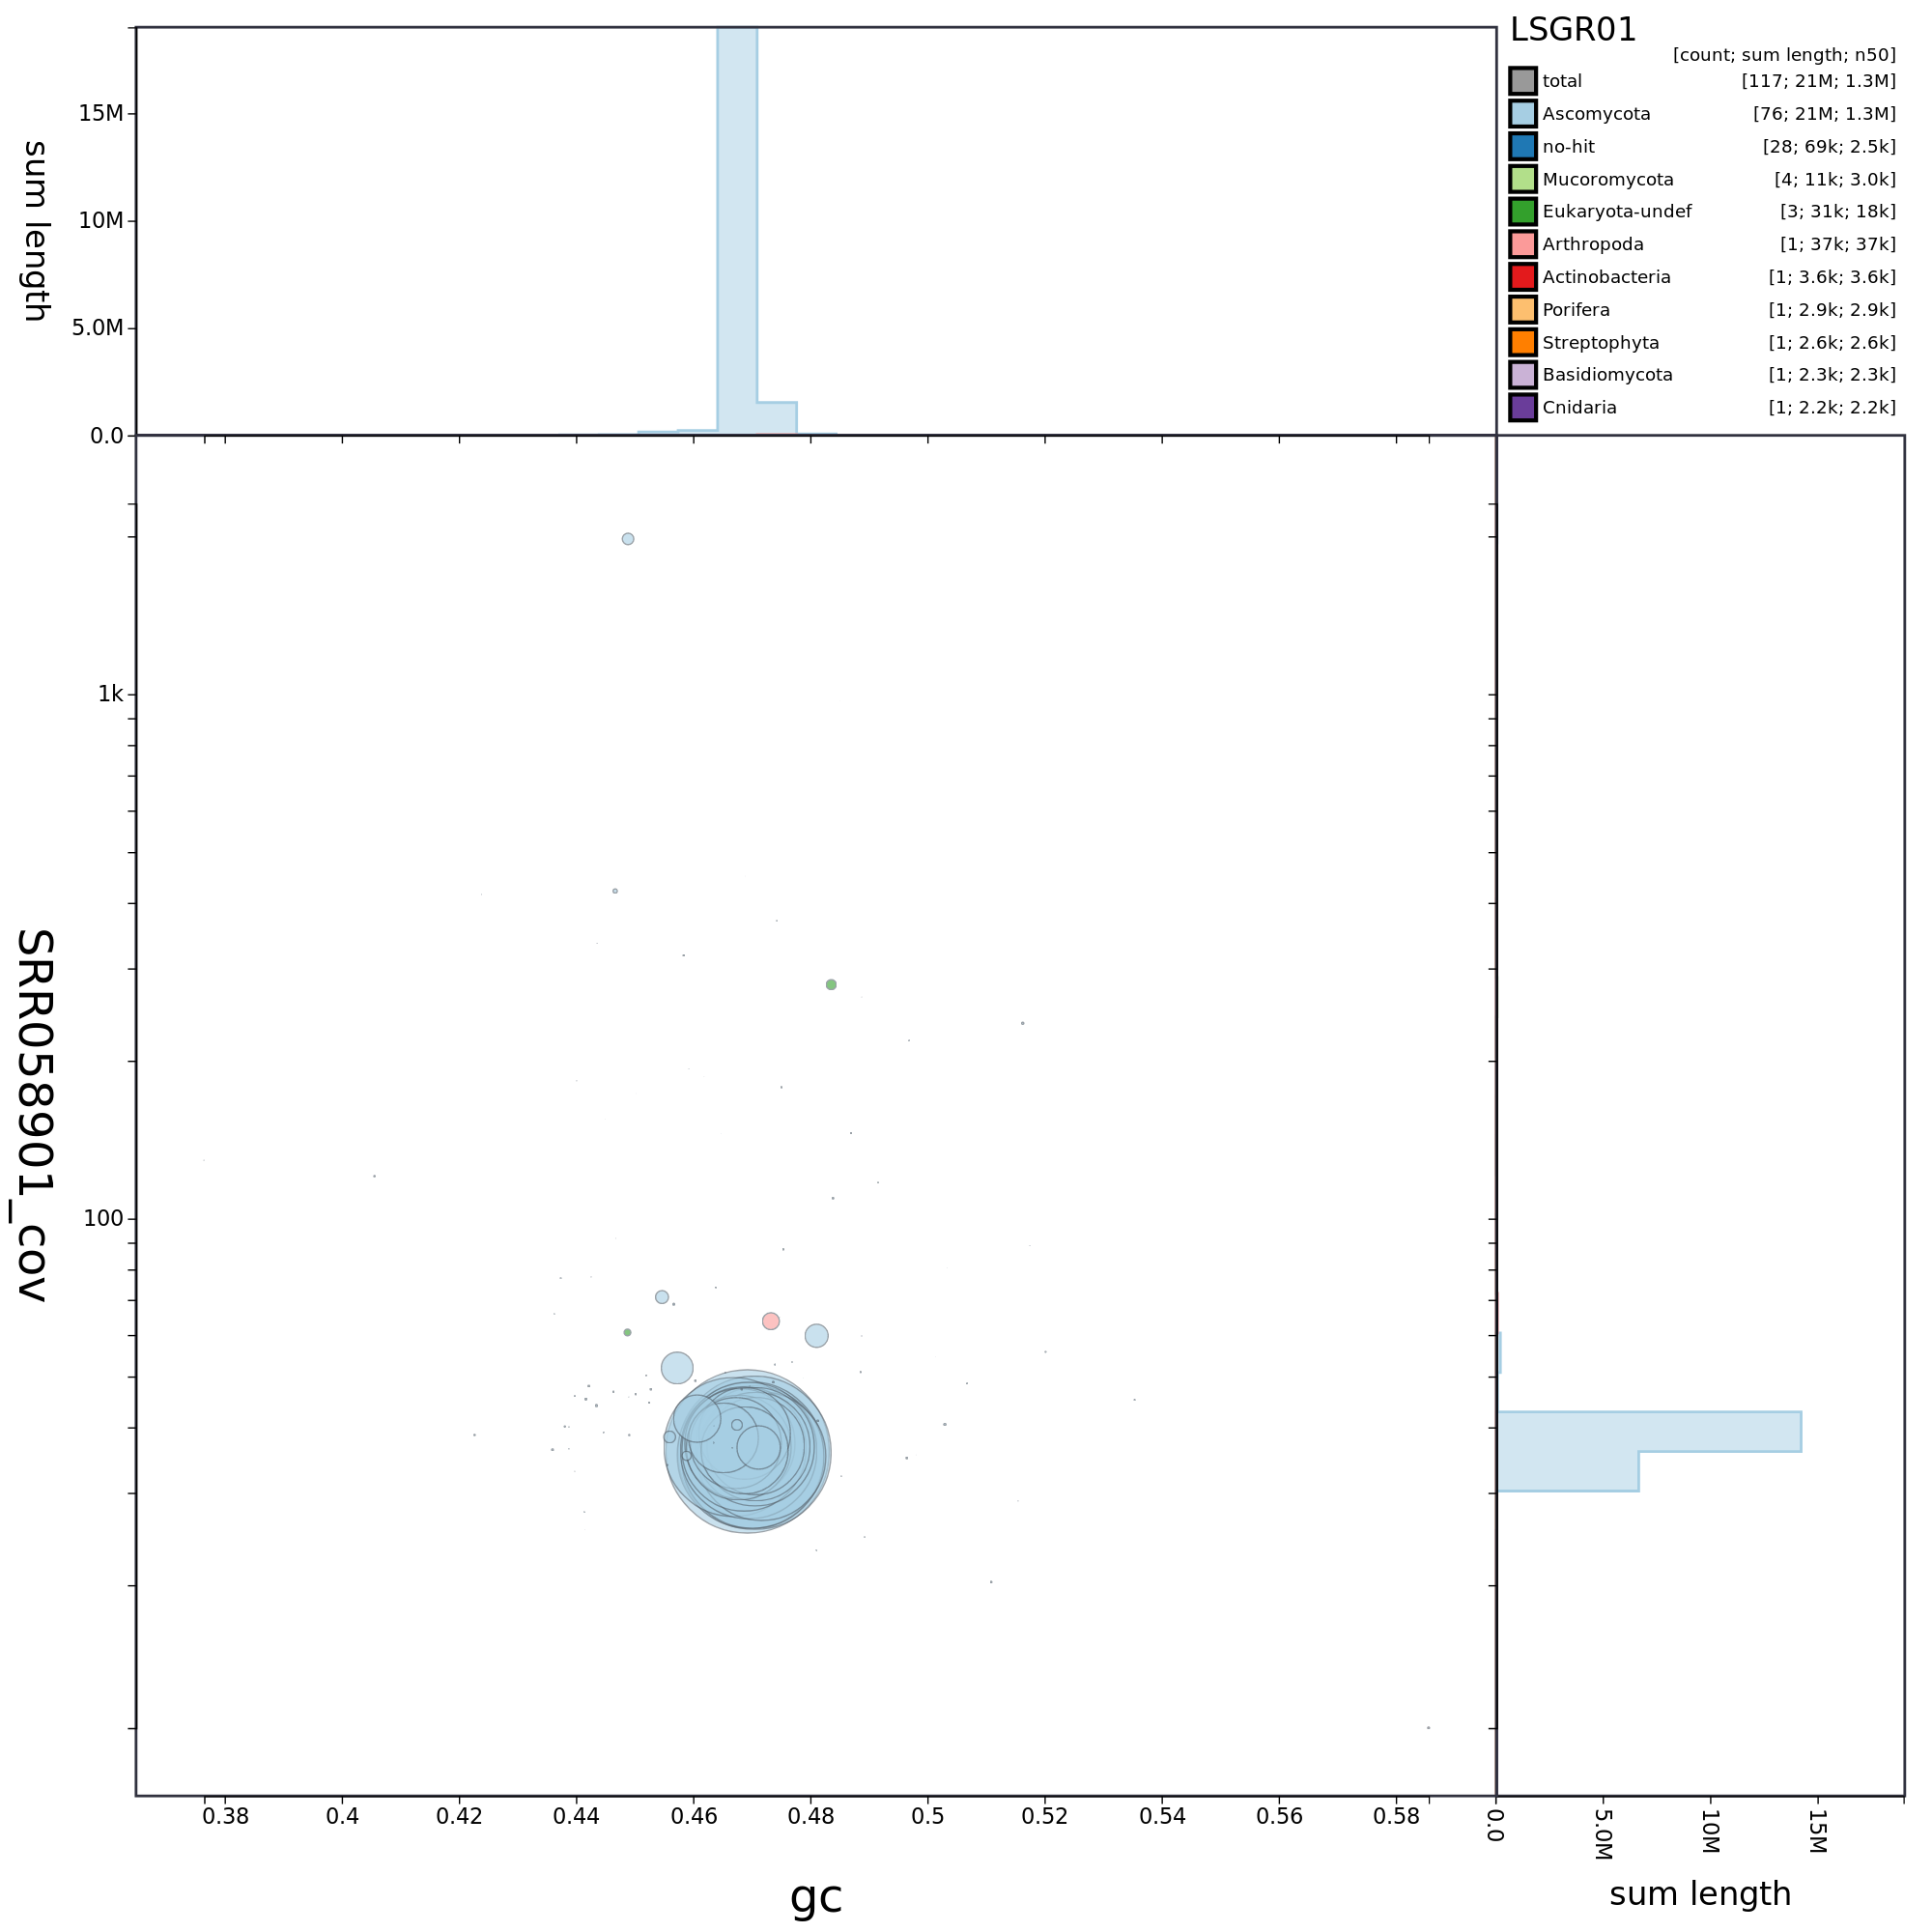 LSGR01
[count; sum length; n50]
total [117; 21M; 1.3M]
Ascomycota [76; 21M; 1.3M]
no-hit [28; 69k; 2.5k]
Mucoromycota [4; 11k; 3.0k]
Eukaryota-undef [3; 31k; 18k]
Arthropoda [1; 37k; 37k]
Actinobacteria [1; 3.6k; 3.6k]
Porifera [1; 2.9k; 2.9k]
Streptophyta [1; 2.6k; 2.6k]
Basidiomycota [1; 2.3k; 2.3k]
Cnidaria [1; 2.2k; 2.2k]
sum length
15M
10M
5.0M
0.0
SRR058901_cov
1k
100
0.38 0.4 0.42 0.44 0.46 0.48 0.5 0.52 0.54 0.56 0.58
gc
0.0 5.0M 10M 15M
sum length